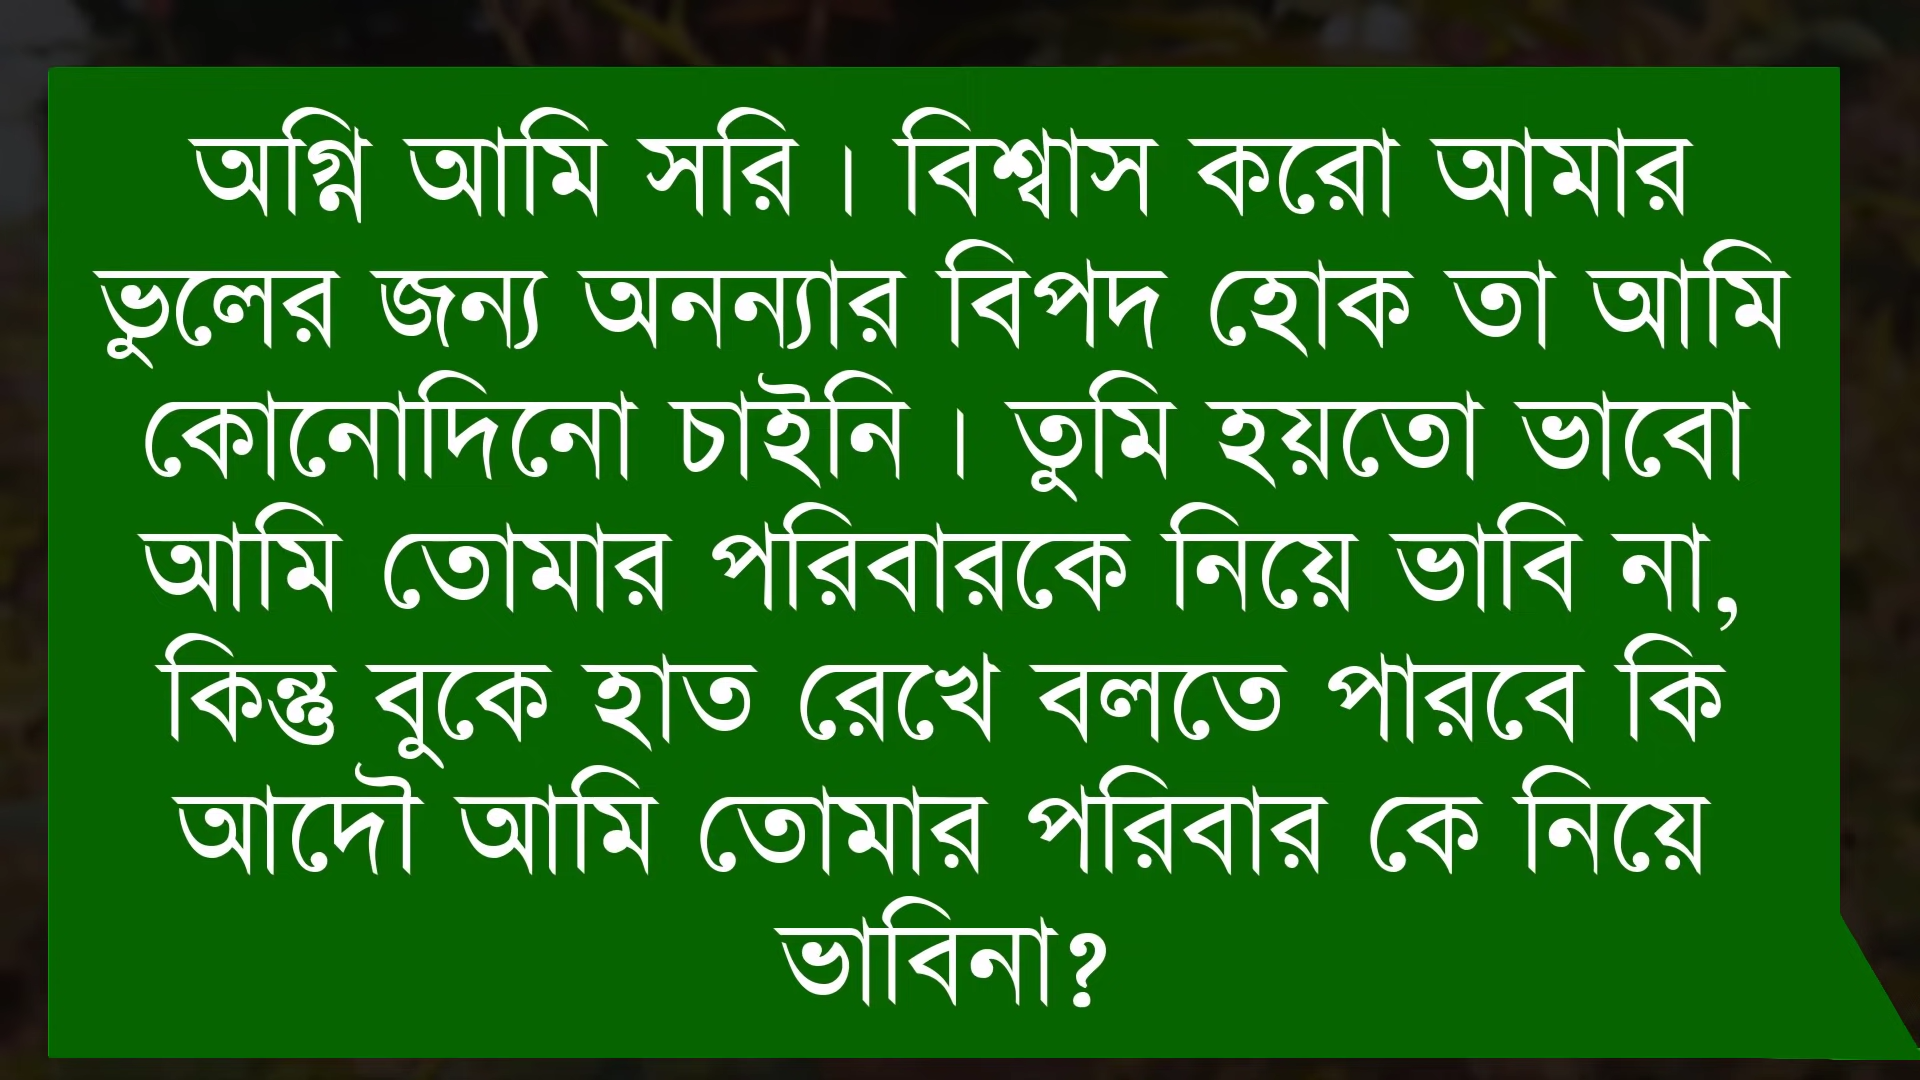 অগ্নি আমি সরি । বিশ্বাস করো আমার
ভুলের জন্য অনন্যার বিপদ হোক তা আমি
কোনোদিনো চাইনি । তুমি হয়তো ভাবো
আমি তোমার পরিবারকে নিয়ে ভাবি না,
কিন্তু বুকে হাত রেখে বলতে পারবে কি
আদৌ আমি তোমার পরিবার কে নিয়ে
ভাবিনা?